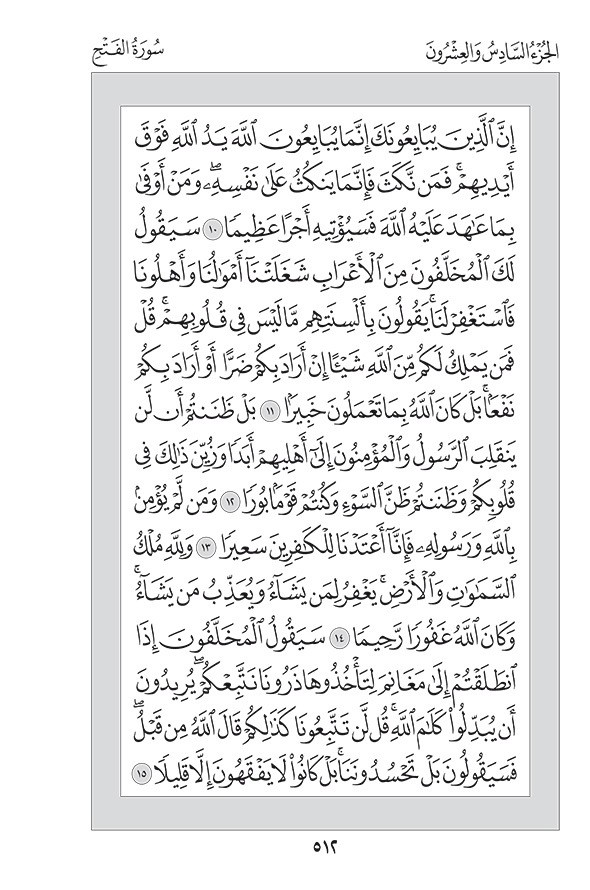 الجُزْءُ السَّادِسُ وَالعِشْرُونَ
سُورَةُ الفَتْحِ
إِنَّ ٱلَّذِينَ يُبَايِعُونَكَ إِنَّمَا يُبَايِعُونَ ٱللَّهَ يَدُ ٱللَّهِ فَوْقَ
أَيْدِيهِمْۚ فَمَن نَّكَثَ فَإِنَّمَا يَنكُثُ عَلَىٰ نَفْسِهِۦۖ وَمَنْ أَوْفَىٰ
بِمَا عَٰهَدَ عَلَيْهُ ٱللَّهَ فَسَيُؤْتِيهِ أَجْرًا عَظِيمًا ١٠ سَيَقُولُ
لَكَ ٱلْمُخَلَّفُونَ مِنَ ٱلْأَعْرَابِ شَغَلَتْنَآ أَمْوَٰلُنَا وَأَهْلُونَا
فَٱسْتَغْفِرْ لَنَاۚ يَقُولُونَ بِأَلْسِنَتِهِم مَّا لَيْسَ فِى قُلُوبِهِمْۚ قُلْ
فَمَن يَمْلِكُ لَكُم مِّنَ ٱللَّهِ شَيْـًٔا إِنْ أَرَادَ بِكُمْ ضَرًّا أَوْ أَرَادَ بِكُمْ
نَفْعًۢاۚ بَلْ كَانَ ٱللَّهُ بِمَا تَعْمَلُونَ خَبِيرًۢا ١١ بَلْ ظَنَنتُمْ أَن لَّن
يَنقَلِبَ ٱلرَّسُولُ وَٱلْمُؤْمِنُونَ إِلَىٰٓ أَهْلِيهِمْ أَبَدًا وَزُيِّنَ ذَٰلِكَ فِى
قُلُوبِكُمْ وَظَنَنتُمْ ظَنَّ ٱلسَّوْءِ وَكُنتُمْ قَوْمًۢا بُورًا ١٢ وَمَن لَّمْ يُؤْمِنۢ
بِٱللَّهِ وَرَسُولِهِۦ فَإِنَّآ أَعْتَدْنَا لِلْكَٰفِرِينَ سَعِيرًا ١٣ وَلِلَّهِ مُلْكُ
ٱلسَّمَٰوَٰتِ وَٱلْأَرْضِۚ يَغْفِرُ لِمَن يَشَآءُ وَيُعَذِّبُ مَن يَشَآءُۚ
وَكَانَ ٱللَّهُ غَفُورًا رَّحِيمًا ١٤ سَيَقُولُ ٱلْمُخَلَّفُونَ إِذَا
ٱنطَلَقْتُمْ إِلَىٰ مَغَانِمَ لِتَأْخُذُوهَا ذَرُونَا نَتَّبِعْكُمْۖ يُرِيدُونَ
أَن يُبَدِّلُوا۟ كَلَٰمَ ٱللَّهِۚ قُل لَّن تَتَّبِعُونَا كَذَٰلِكُمْ قَالَ ٱللَّهُ مِن قَبْلُۖ
فَسَيَقُولُونَ بَلْ تَحْسُدُونَنَاۚ بَلْ كَانُوا۟ لَا يَفْقَهُونَ إِلَّا قَلِيلًا ١٥
٥١٢